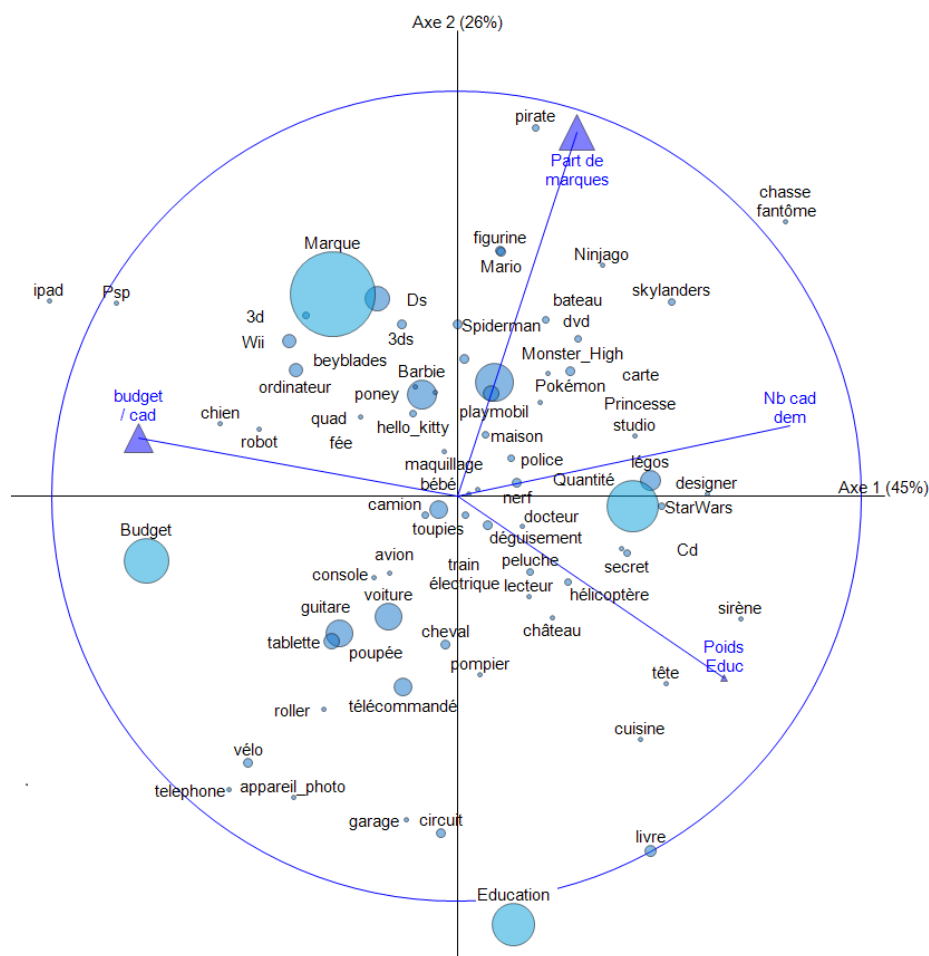 Axe 2 (26%)
pirate
Part de
marques
chasse
fantôme
figurine
Marque
Mario
Ninjago
ipad
Psp
skylanders
Ds
bateau
3d
Spiderman
dvd
Wii
3ds
beyblades
Monster_High
Barbie
carte
ordinateur
Pokémon
budget
/ cad
poney
Nb cad
dem
chien
quad
playmobil
Princesse
hello_kitty
studio
robot
fée
maison
maquillage
police
légos
bébé
Quantité
designer
Axe 1 (45%)
nerf
camion
StarWars
toupies
docteur
Budget
déguisement
Cd
avion
train
électrique
peluche
secret
console
lecteur
hélicoptère
voiture
guitare
sirène
château
tablette
cheval
poupée
Poids
Educ
pompier
tête
roller
télécommandé
cuisine
vélo
telephone
appareil_photo
garage
circuit
livre
Education